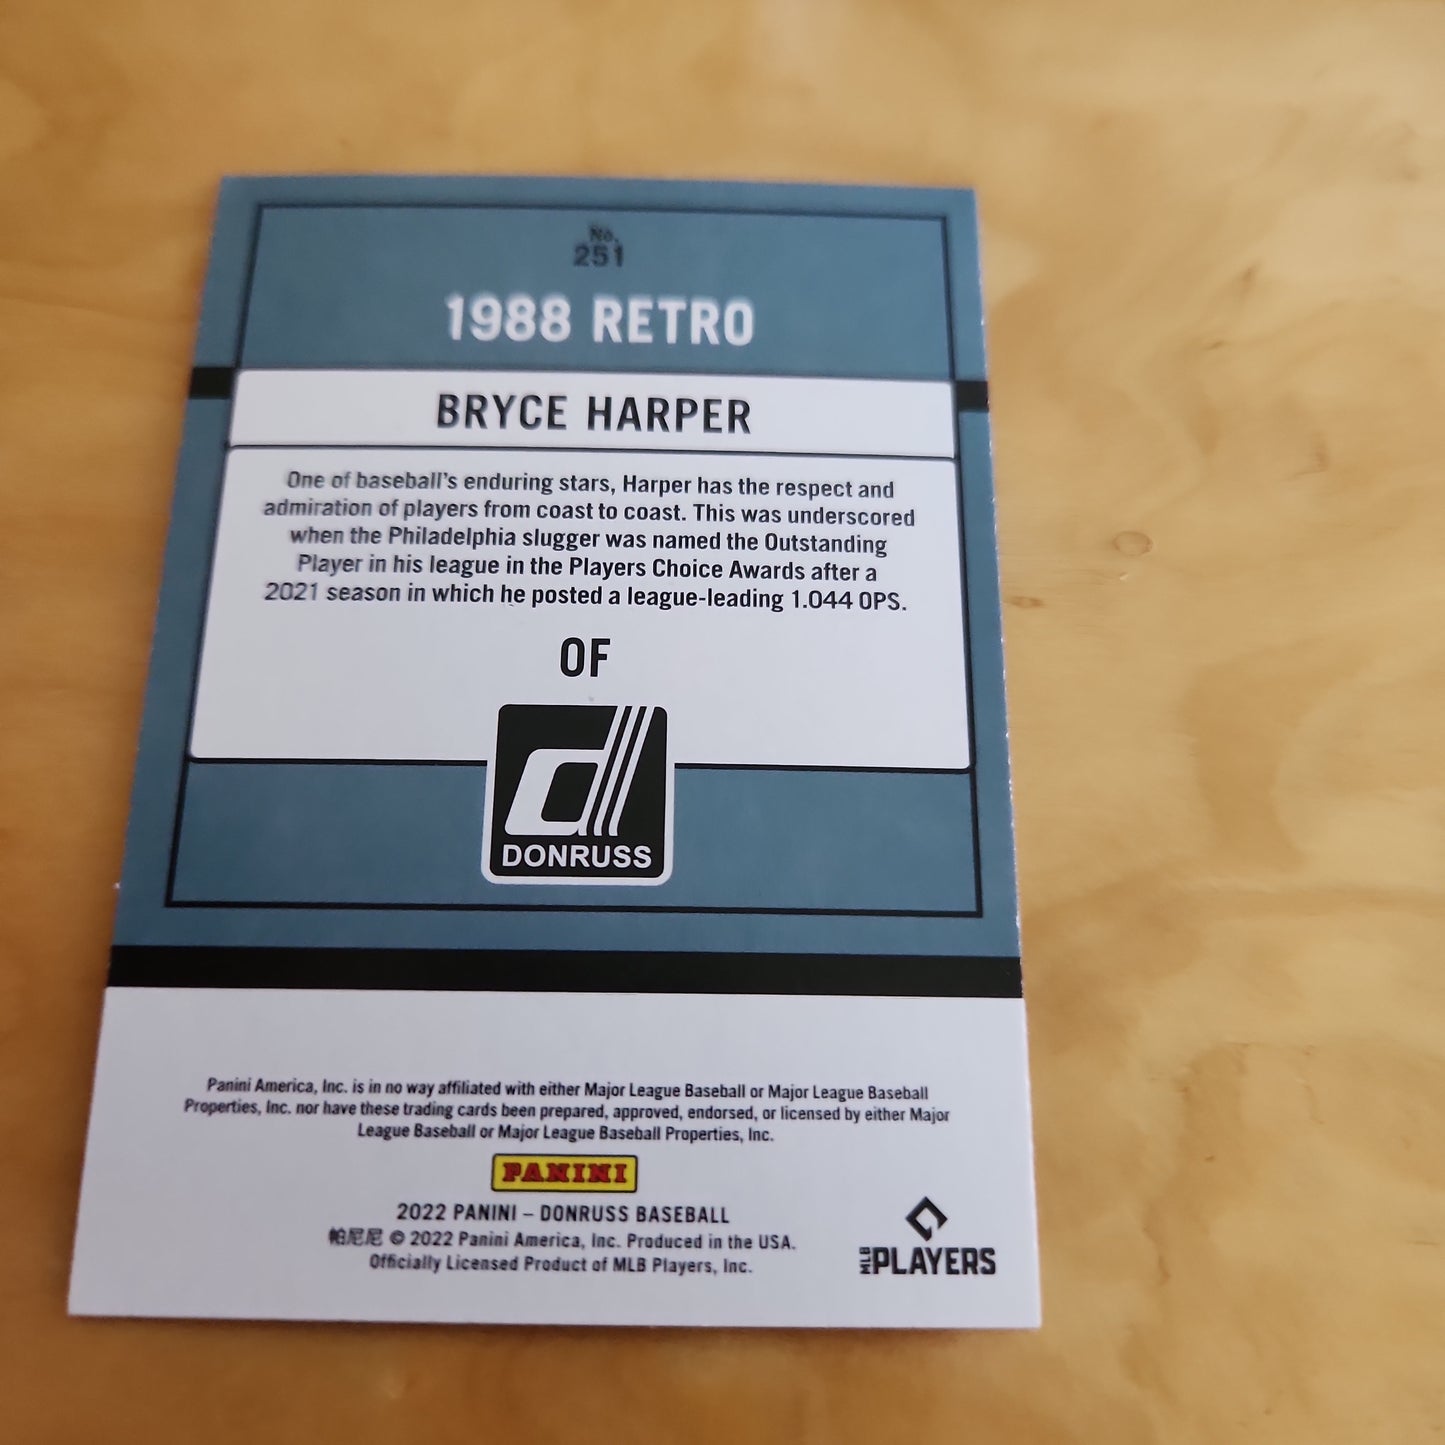 No.
251
1988 RETRO
BRYCE HARPER
One of baseball's enduring stars, Harper has the respect and
admiration of players from coast to coast. This was underscored
when the Philadelphia slugger was named the Outstanding
Player in his league in the Players Choice Awards after a
2021 season in which he posted a league-leading 1.044 OPS.
OF
d
DONRUSS
Panini America, Inc. is in no way affiliated with either Major League Baseball or Major League Baseball
Properties, Inc. nor have these trading cards been prepared, approved, endorsed, or licensed by either Major
League Baseball or Major League Baseball Properties, Inc.
PANINI
2022 PANINI – DONRUSS BASEBALL
帕尼尼 © 2022 Panini America, Inc. Produced in the USA.
Officially Licensed Product of MLB Players, Inc.
MLB PLAYERS